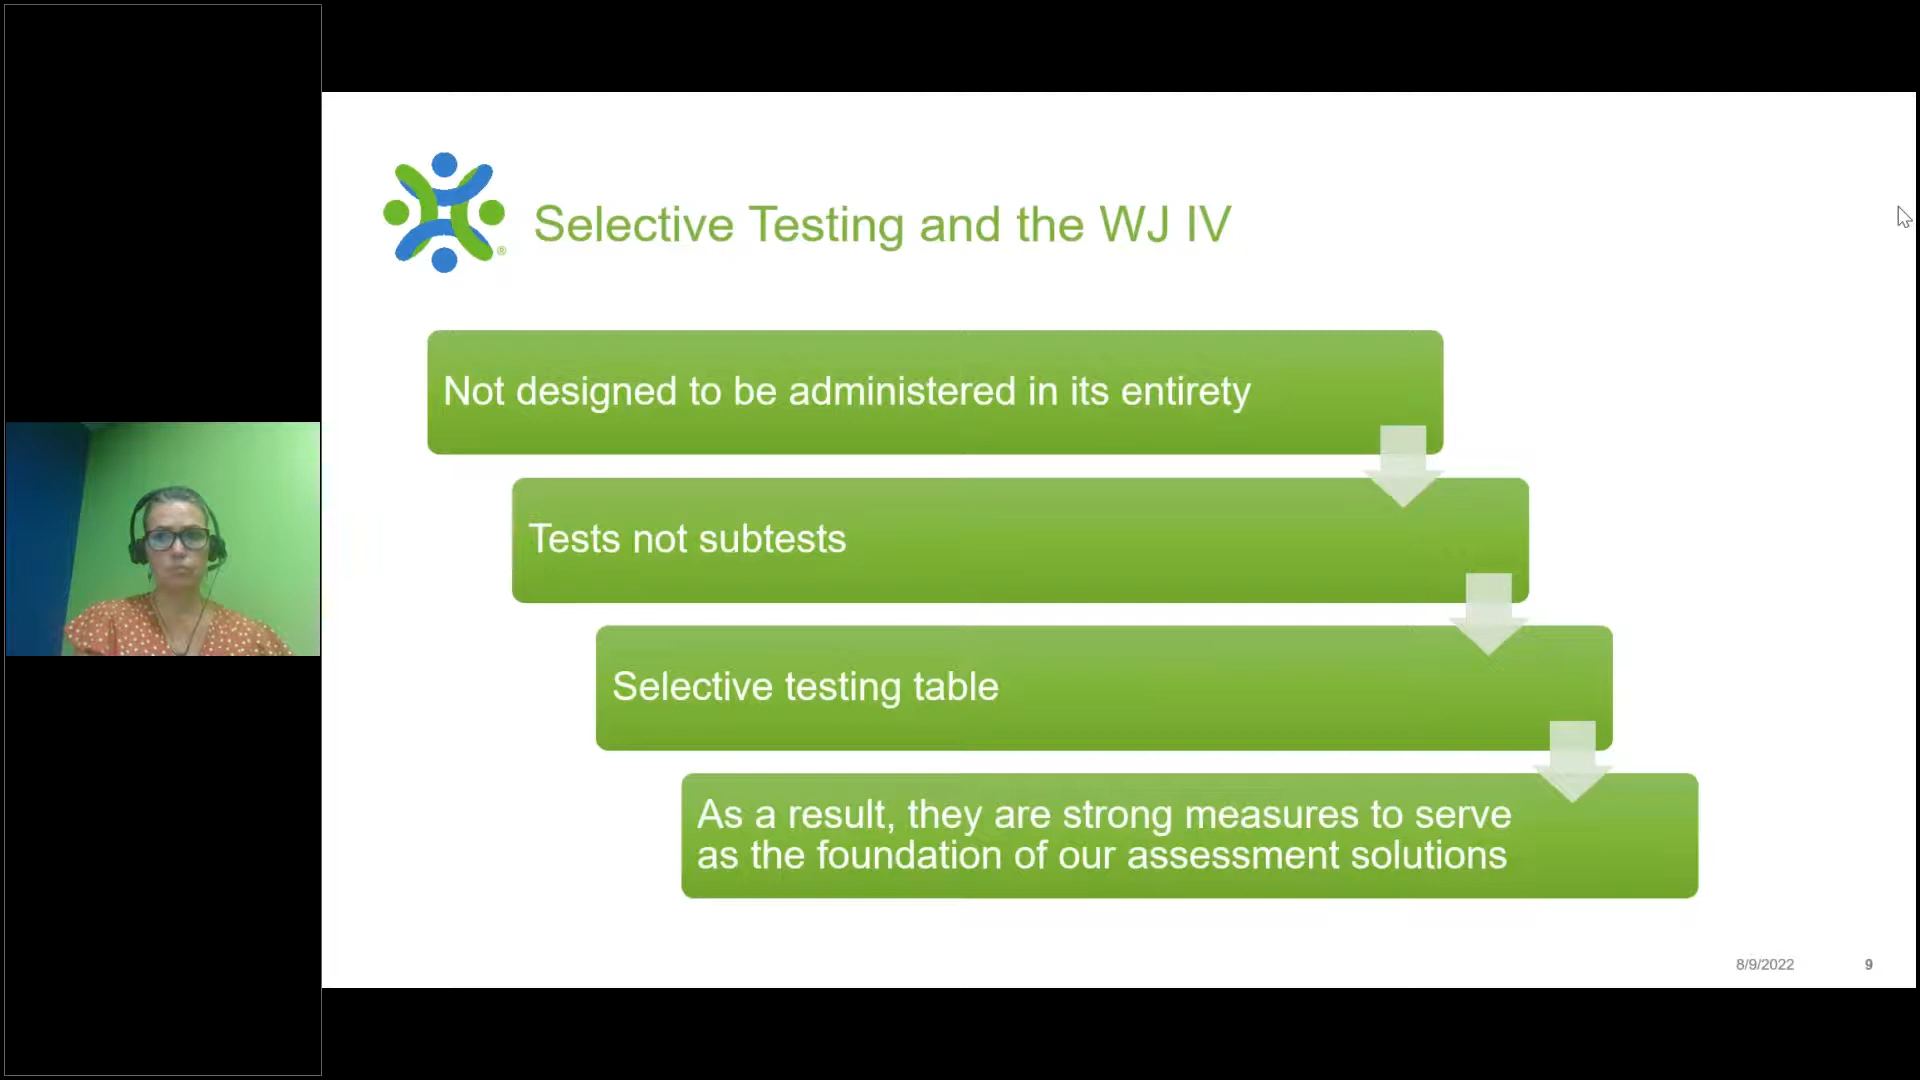 Selective Testing and the WJ IV
®
Not designed to be administered in its entirety
Tests not subtests
Selective testing table
As a result, they are strong measures to serve
as the foundation of our assessment solutions
8/9/2022
9